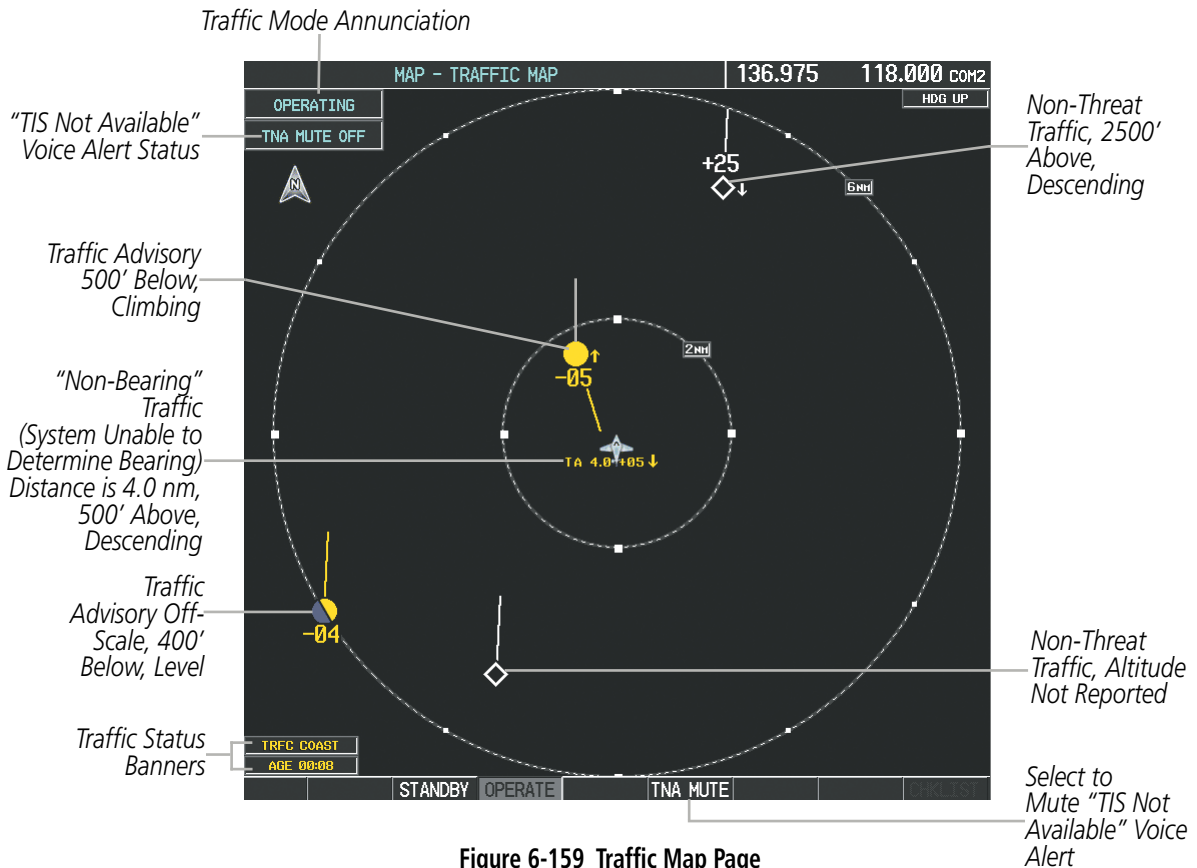 Traffic Mode Annunciation
MAP - TRAFFIC MAP
136.975
118.000 COM2
OPERATING
TNA MUTE OFF
HDG UP
"TIS Not Available"
Voice Alert Status
Non-Threat
Traffic, 2500'
Above,
Descending
N
+25
↓
6NM
Traffic Advisory
500' Below,
Climbing
2NM
↑
-05
"Non-Bearing"
Traffic
(System Unable to
Determine Bearing)
Distance is 4.0 nm,
500' Above,
Descending
TA 4.0 +05 ↓
Traffic
Advisory Off-
Scale, 400'
Below, Level
-04
Non-Threat
Traffic, Altitude
Not Reported
Traffic Status
Banners
TRFC COAST
AGE 00:08
STANDBY
OPERATE
TNA MUTE
CHKLIST
Select to
Mute "TIS Not
Available" Voice
Alert
Figure 6-159 Traffic Map Page